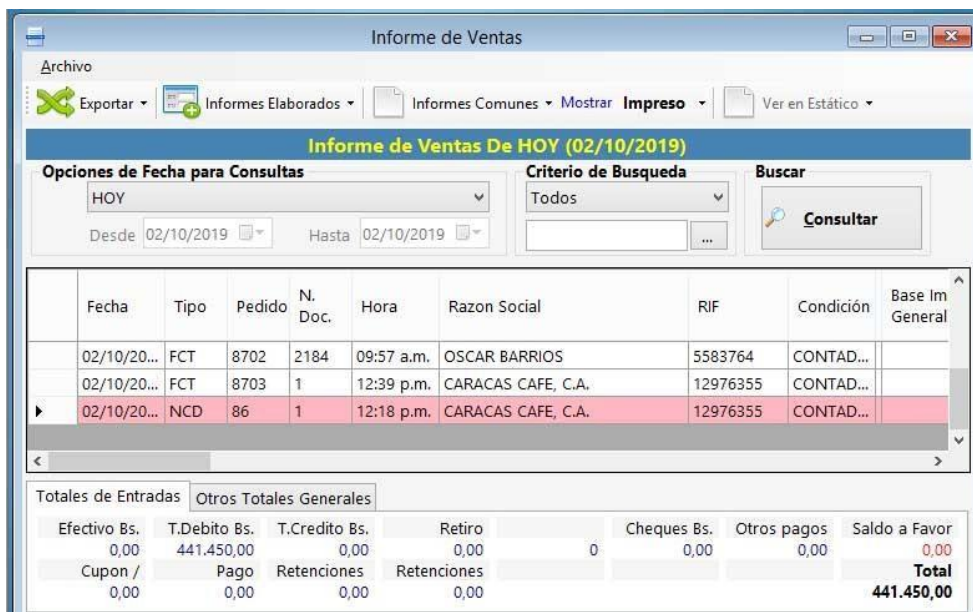 Informe de Ventas
Archivo
Exportar Informes Elaborados Informes Comunes Mostrar Impreso Ver en Estático
Informe de Ventas De HOY (02/10/2019)
Opciones de Fecha para Consultas Criterio de Busqueda Buscar
HOY Todos Consultar
Desde 02/10/2019 Hasta 02/10/2019 ...
Fecha Tipo Pedido N. Doc. Hora Razon Social RIF Condición Base Im General
02/10/20... FCT 8702 2184 09:57 a.m. OSCAR BARRIOS 5583764 CONTAD...
02/10/20... FCT 8703 1 12:39 p.m. CARACAS CAFE, C.A. 12976355 CONTAD...
02/10/20... NCD 86 1 12:18 p.m. CARACAS CAFE, C.A. 12976355 CONTAD...
Totales de Entradas Otros Totales Generales
Efectivo Bs. T.Debito Bs. T.Credito Bs. Retiro Cheques Bs. Otros pagos Saldo a Favor
0,00 441.450,00 0,00 0,00 0 0,00 0,00 0,00
Cupon / Pago Retenciones Retenciones Total
0,00 0,00 0,00 0,00 441.450,00